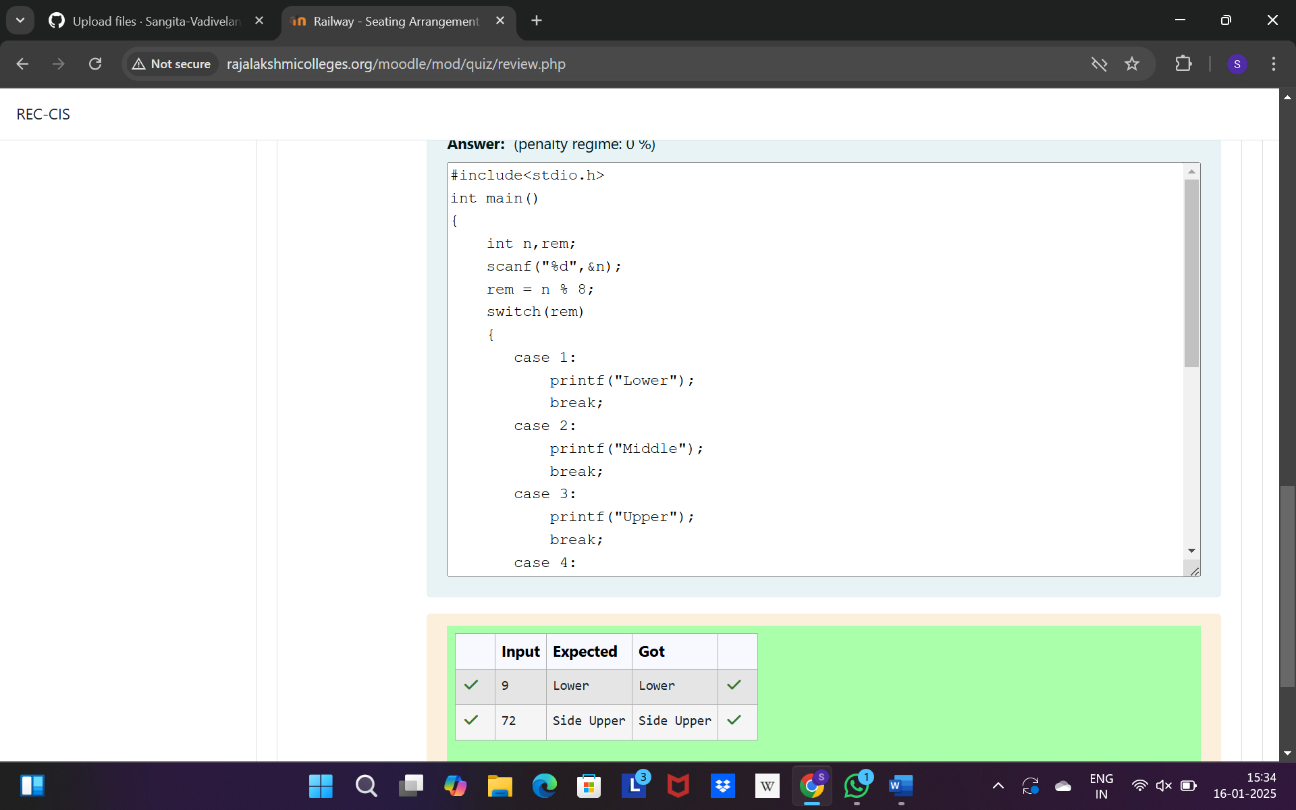 Upload files · Sangita-Vadivelan
Railway - Seating Arrangement
Not secure
rajalakshmicolleges.org/moodle/mod/quiz/review.php
S
REC-CIS
Answer: (penalty regime: 0 %)
#include<stdio.h>
int main()
{
int n,rem;
scanf("%d",&n);
rem = n % 8;
switch(rem)
{
case 1:
printf("Lower");
break;
case 2:
printf("Middle");
break;
case 3:
printf("Upper");
break;
case 4:
Input Expected Got
9 Lower Lower
72 Side Upper Side Upper
L 3
W
S
1
W
ENG
IN
15:34
16-01-2025